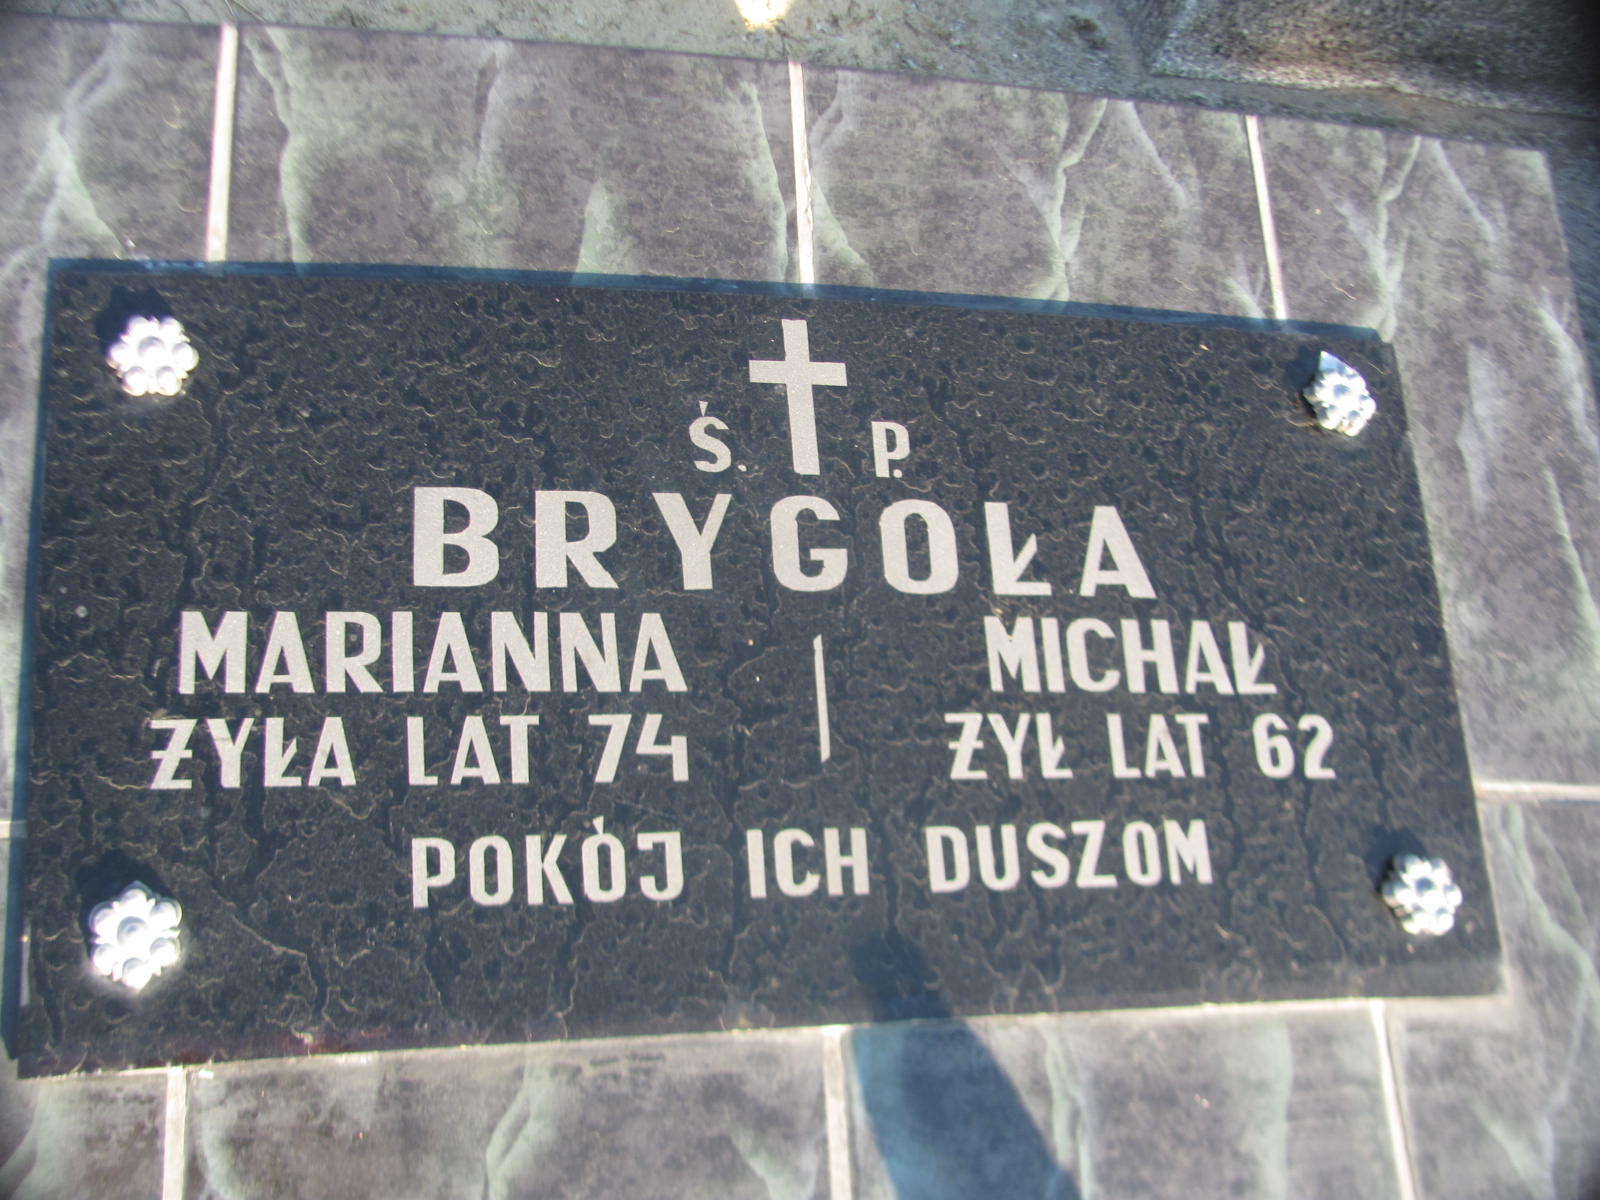 Ś. P.
BRYGOŁA
MARIANNA MICHAŁ
ŻYŁA LAT 74 ŻYŁ LAT 62
POKÓJ ICH DUSZOM